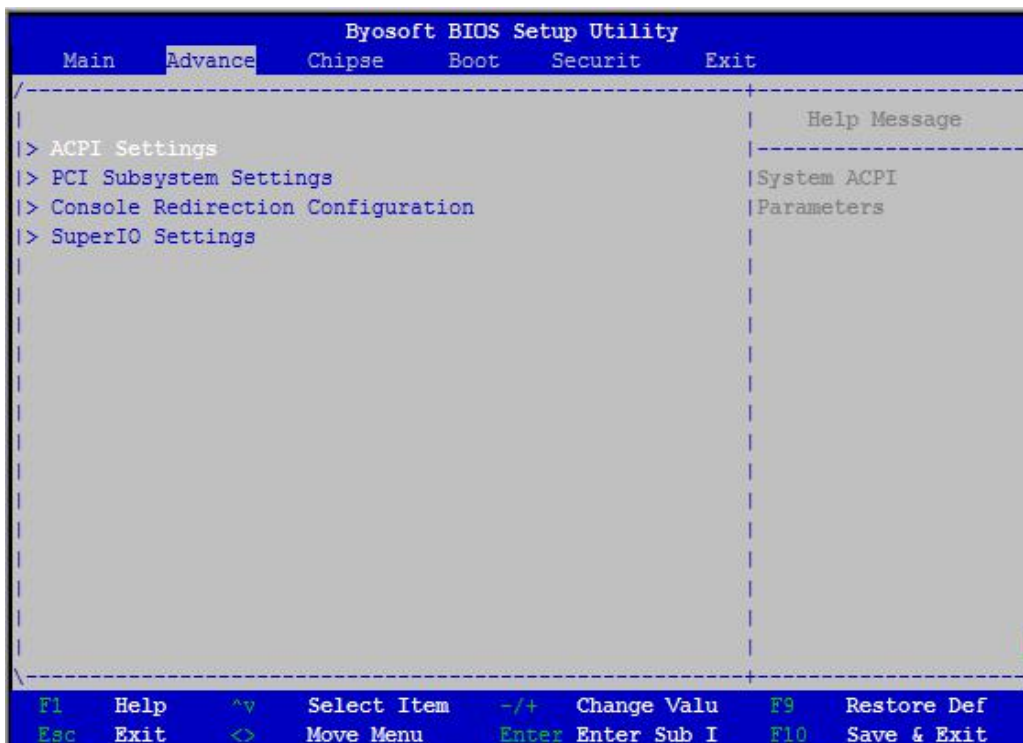 Byosoft BIOS Setup Utility
Main Advance Chipse Boot Securit Exit
/---------------------------------------------------------------+-----------------------
| | Help Message
|> ACPI Settings |-----------------------
|> PCI Subsystem Settings |System ACPI
|> Console Redirection Configuration |Parameters
|> SuperIO Settings |
\---------------------------------------------------------------+-----------------------
F1 Help ^v Select Item -/+ Change Valu F9 Restore Def
Esc Exit <> Move Menu Enter Enter Sub I F10 Save & Exit